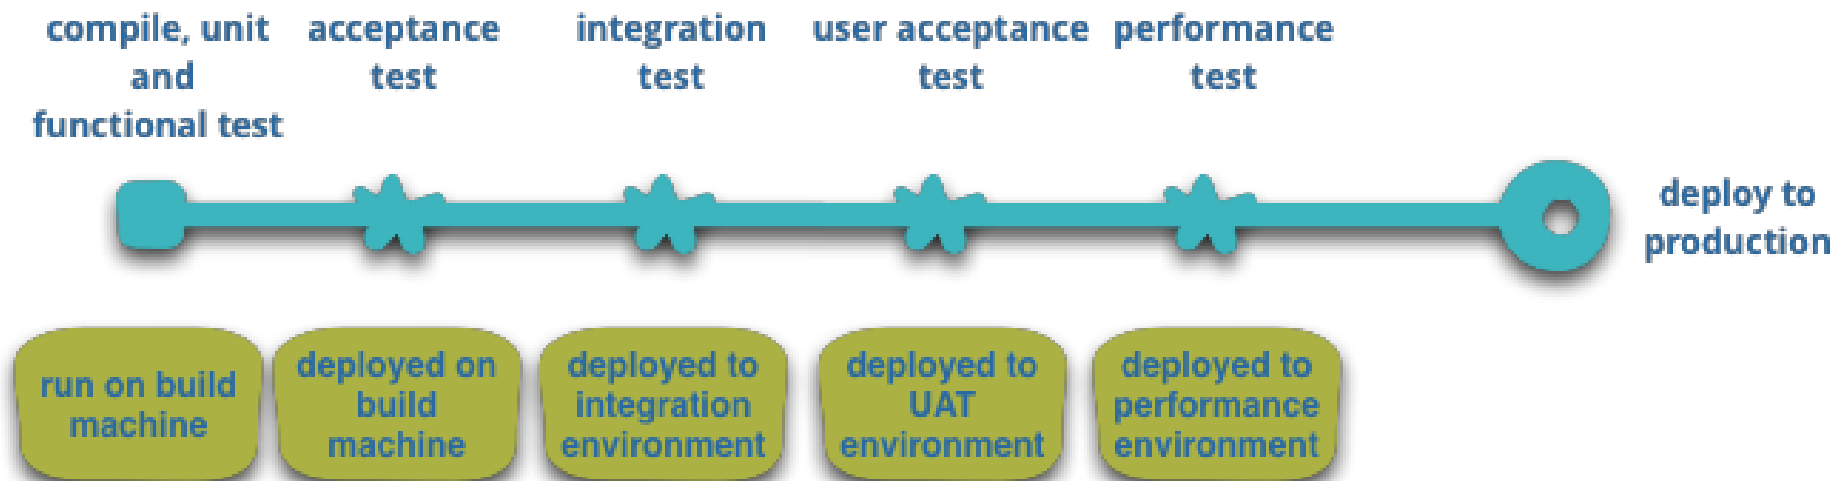 compile, unit
and
functional test
acceptance
test
integration
test
user acceptance
test
performance
test
deploy to
production
run on build
machine
deployed on
build
machine
deployed to
integration
environment
deployed to
UAT
environment
deployed to
performance
environment